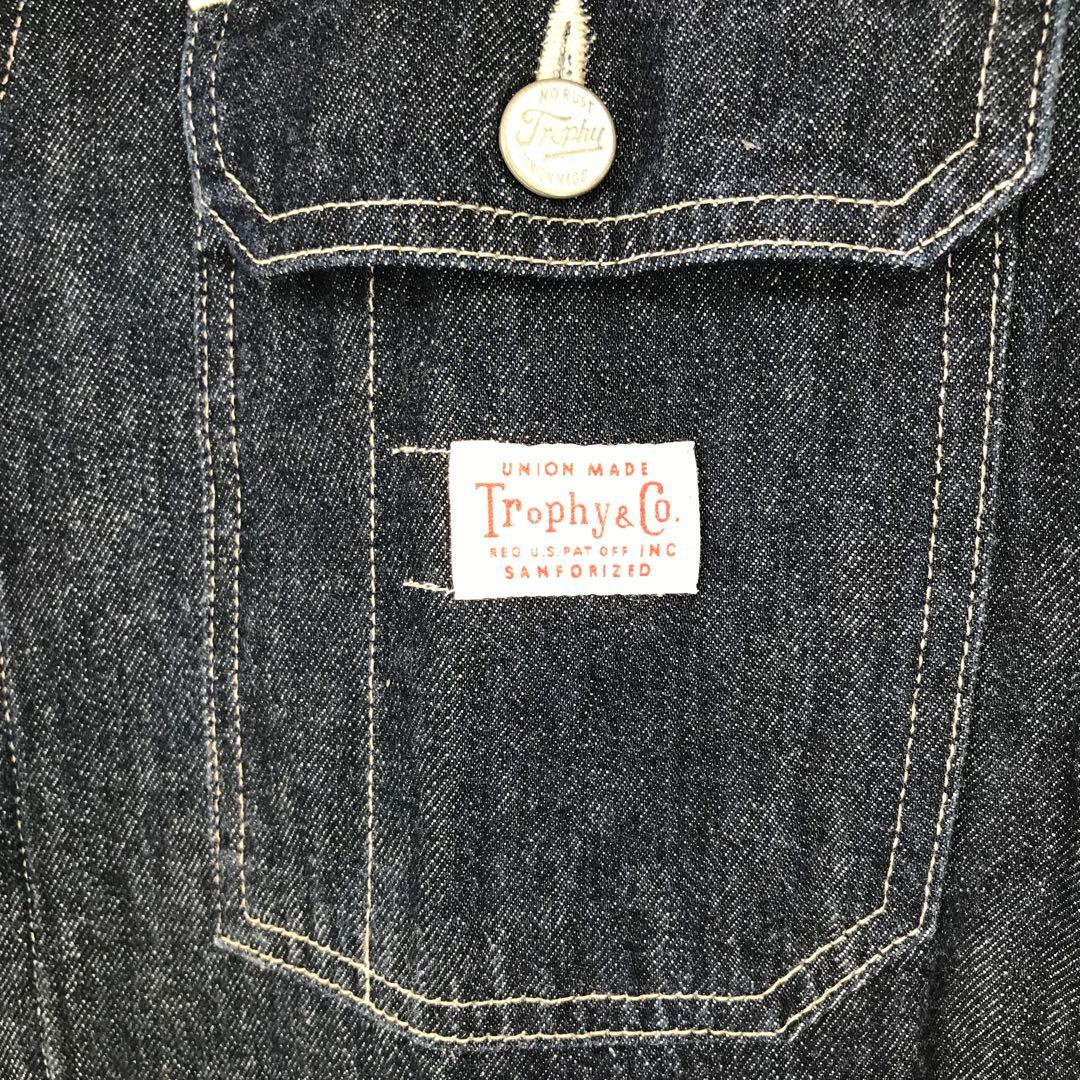 NO RUST
Trophy
UNION MADE
UNION MADE
Trophy & Co.
REG U.S. PAT OFF INC
SANFORIZED